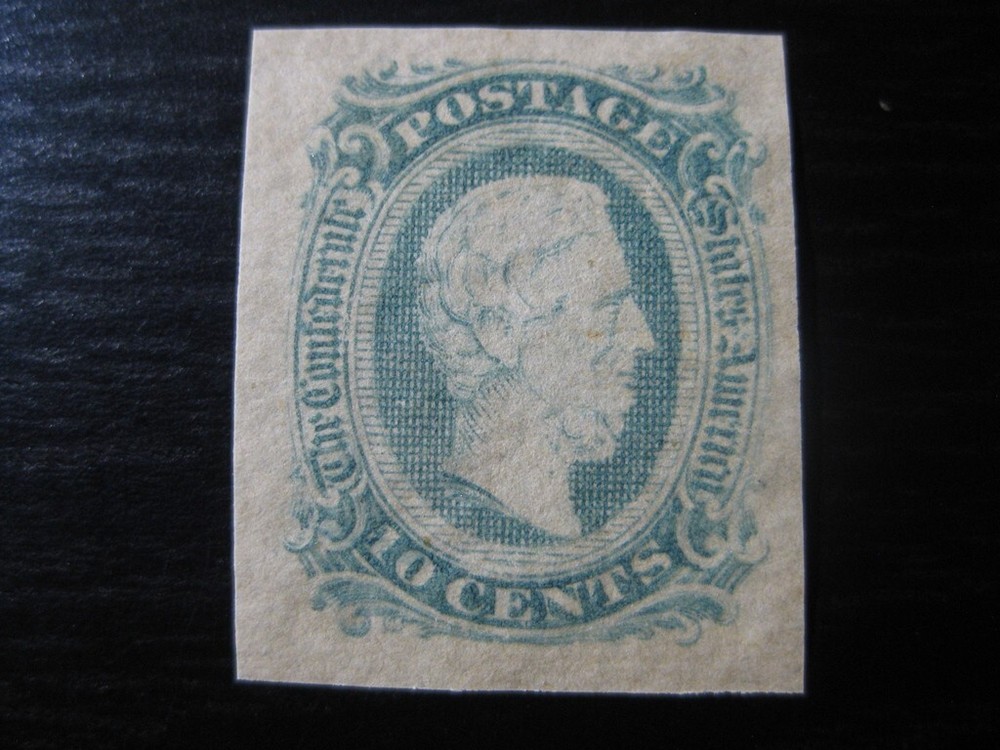 POSTAGE
The Confederate
States America
10 CENTS